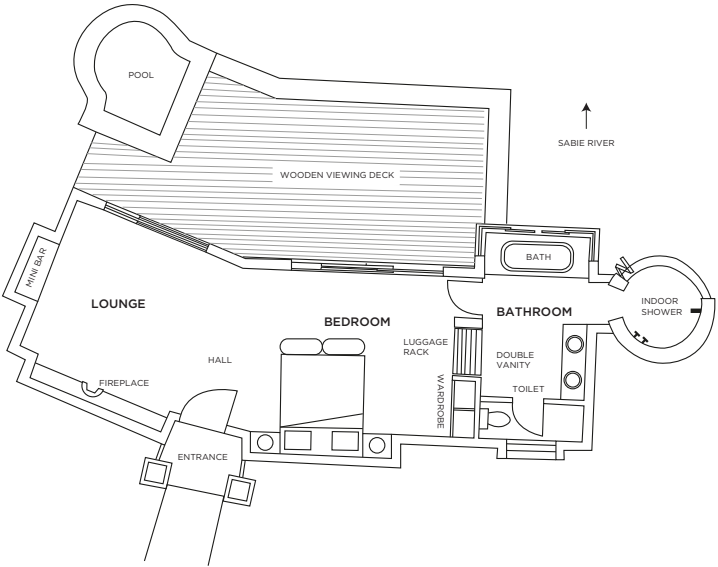 POOL
SABIE RIVER
WOODEN VIEWING DECK
MINI BAR
BATH
LOUNGE
BEDROOM
BATHROOM
INDOOR
SHOWER
LUGGAGE
RACK
HALL
DOUBLE
VANITY
FIREPLACE
WARDROBE
TOILET
ENTRANCE